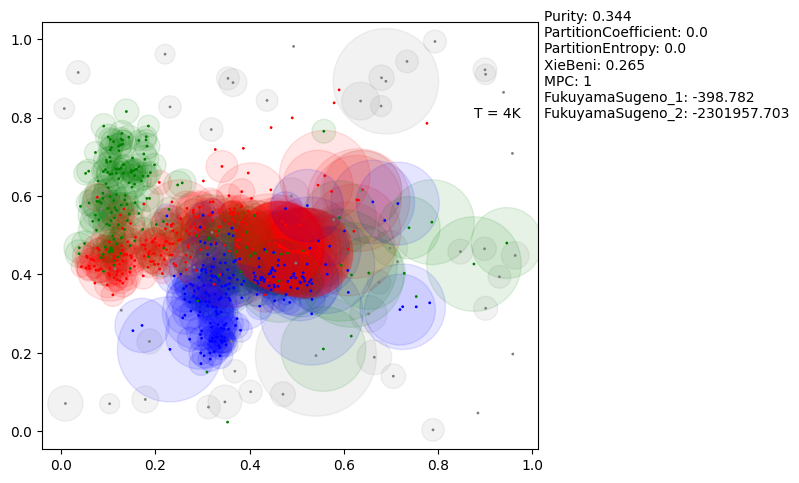 Purity: 0.344
PartitionCoefficient: 0.0
PartitionEntropy: 0.0
XieBeni: 0.265
MPC: 1
FukuyamaSugeno_1: -398.782
FukuyamaSugeno_2: -2301957.703
T = 4K
1.0
0.8
0.6
0.4
0.2
0.0
0.0 0.2 0.4 0.6 0.8 1.0